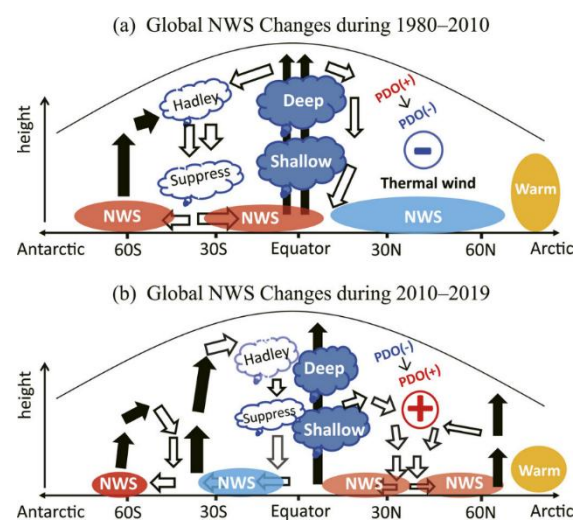 (a) Global NWS Changes during 1980–2010
height
Hadley
Deep
PDO(+)
PDO(-)
Suppress
Shallow
Thermal wind
Warm
NWS
NWS
NWS
Antarctic 60S 30S Equator 30N 60N Arctic
(b) Global NWS Changes during 2010–2019
height
Hadley
Deep
PDO(-)
PDO(+)
Suppress
Shallow
Warm
NWS
NWS
NWS
NWS
Antarctic 60S 30S Equator 30N 60N Arctic